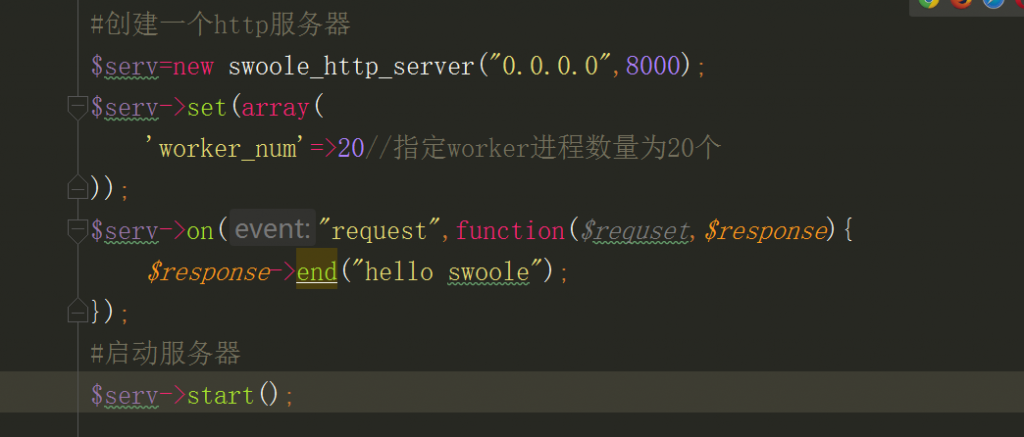 #创建一个http服务器
$serv=new swoole_http_server("0.0.0.0",8000);
$serv->set(array(
'worker_num'=>20//指定worker进程数量为20个
));
$serv->on( event: "request",function($requset,$response){
$response->end("hello swoole");
});
#启动服务器
$serv->start();